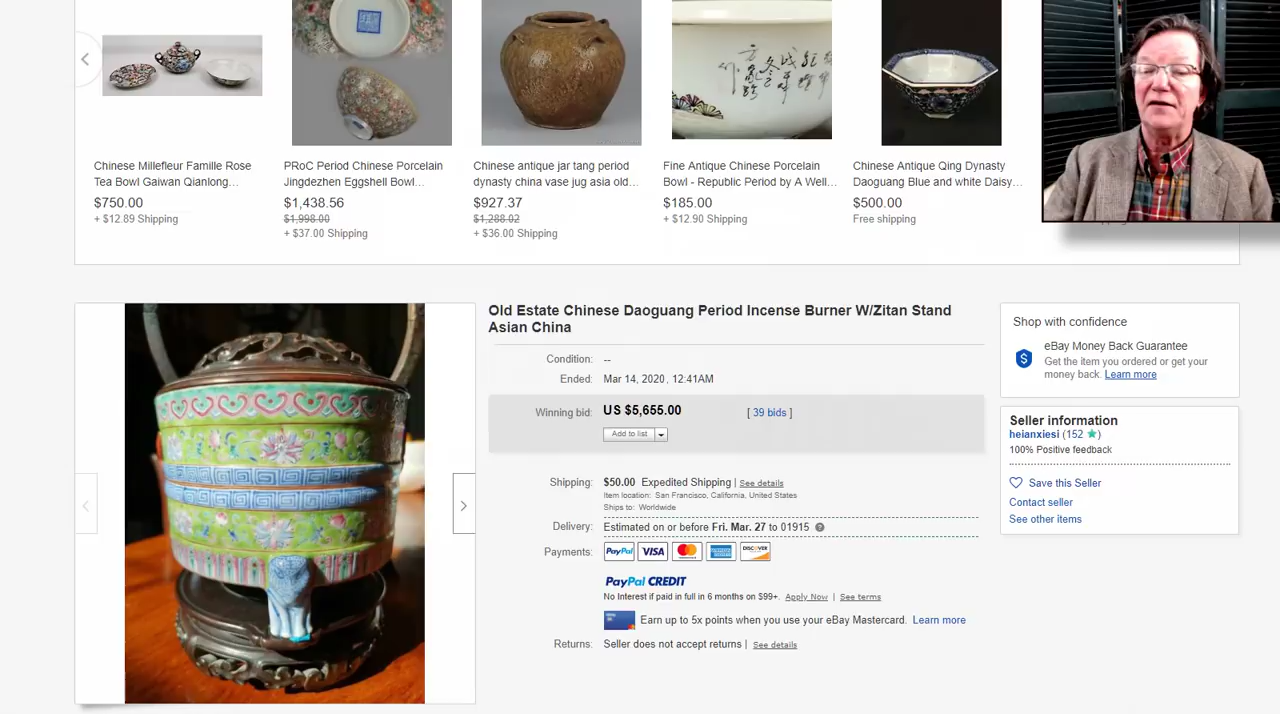 Chinese Millefleur Famille Rose
Tea Bowl Gaiwan Qianlong...
$750.00
+ $12.89 Shipping
PRoC Period Chinese Porcelain
Jingdezhen Eggshell Bowl...
$1,438.56
$1,998.00
+ $37.00 Shipping
Chinese antique jar tang period
dynasty china vase jug asia old...
$927.37
$1,288.02
+ $36.00 Shipping
Fine Antique Chinese Porcelain
Bowl - Republic Period by A Well...
$185.00
+ $12.90 Shipping
Chinese Antique Qing Dynasty
Daoguang Blue and white Daisy...
$500.00
Free shipping
Old Estate Chinese Daoguang Period Incense Burner W/Zitan Stand
Asian China
Condition: --
Ended: Mar 14, 2020 , 12:41AM
Winning bid: US $5,655.00 [ 39 bids ]
Add to list
Shipping: $50.00 Expedited Shipping | See details
Item location: San Francisco, California, United States
Ships to: Worldwide
Delivery: Estimated on or before Fri. Mar. 27 to 01915
Payments: PayPal VISA MasterCard DISCOVER
PayPal CREDIT
No Interest if paid in full in 6 months on $99+. Apply Now | See terms
Earn up to 5x points when you use your eBay Mastercard. Learn more
Returns: Seller does not accept returns | See details
Shop with confidence
eBay Money Back Guarantee
Get the item you ordered or get your
money back. Learn more
Seller information
heianxiesi (152)
100% Positive feedback
Save this Seller
Contact seller
See other items